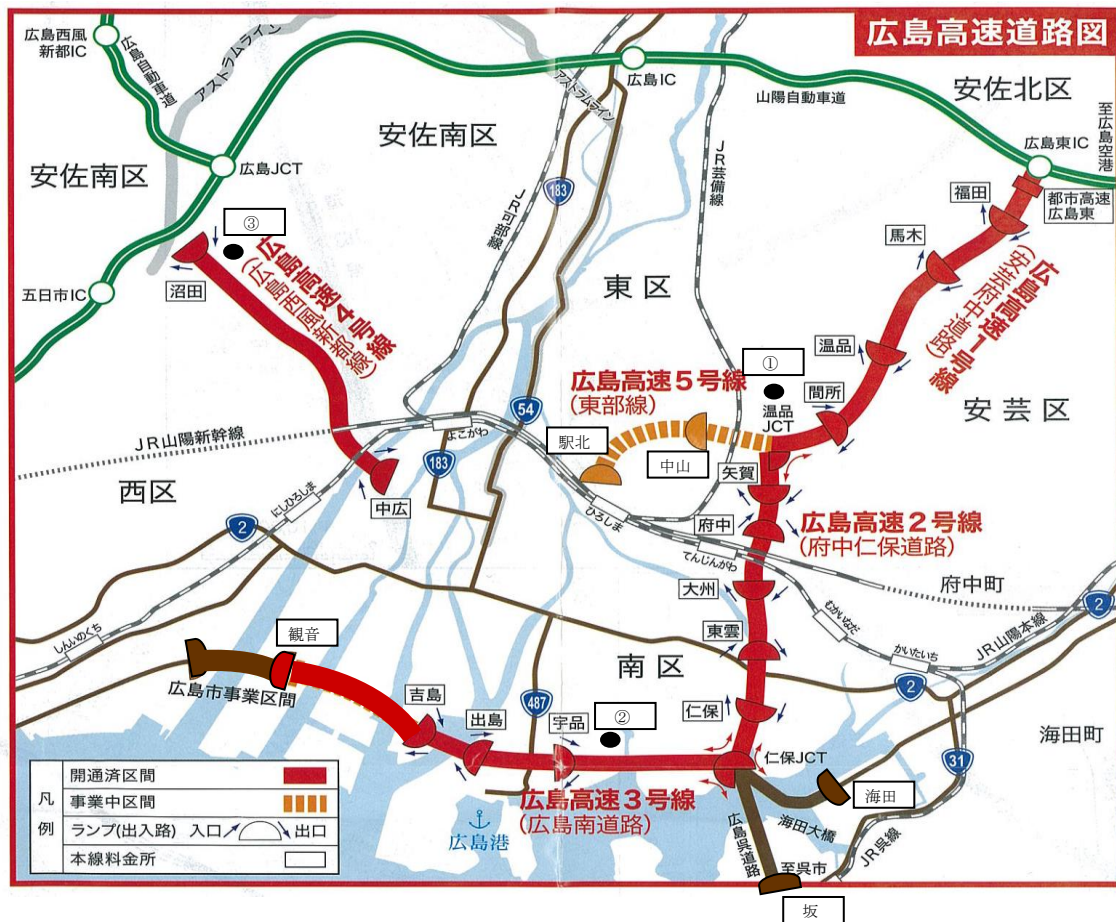 広島高速道路図
広島西風
新都IC
広島自動車道
アストラムライン
アストラムライン
広島IC
山陽自動車道
安佐北区
至広島空港
広島東IC
都市高速
広島東
安佐南区
安佐南区
広島JCT
183
JR可部線
JR芸備線
福田
馬木
③
広島高速4号線
(広島西風新都線)
沼田
五日市IC
東区
広島高速1号線
(安芸府中道路)
温品
間所
①
温品
JCT
安芸区
広島高速5号線
(東部線)
54
駅北
中山
JR山陽新幹線
よこがわ
183
西区
中広
にしひろしま
2
ひろしま
矢賀
府中
広島高速2号線
(府中仁保道路)
てんじんがわ
大州
府中町
2
むかいなだ
東雲
JR山陽本線
かいたいち
しんいのくち
観音
広島市事業区間
南区
2
吉島
出島
487
宇品
②
仁保
仁保JCT
海田町
31
広島高速3号線
(広島南道路)
海田
海田大橋
広島呉道路
JR呉線
至呉市
坂
広島港
凡例
開通済区間
事業中区間
ランプ(出入路) 入口 出口
本線料金所